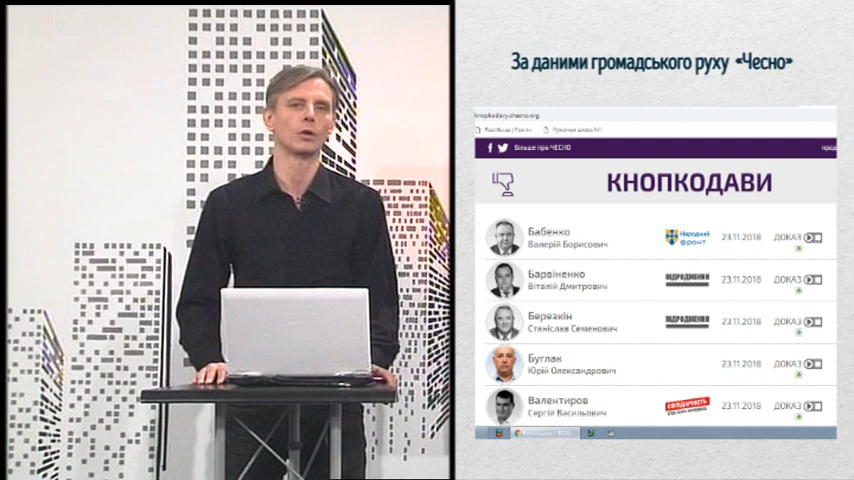 За даними громадського руху «Чесно»
knopkodavy.chesno.org
Більше про ЧЕСНО
КНОПКОДАВИ
Бабенко
Валерій Борисович
Народний
фронт
23.11.2018
ДОКАЗ
Барвіненко
Віталій Дмитрович
ВІДРОДЖЕННЯ
23.11.2018
ДОКАЗ
Березкін
Станіслав Семенович
ВІДРОДЖЕННЯ
23.11.2018
ДОКАЗ
Буглак
Юрій Олександрович
23.11.2018
ДОКАЗ
Валентиров
Сергій Васильович
СОЛІДАРНІСТЬ
23.11.2018
ДОКАЗ